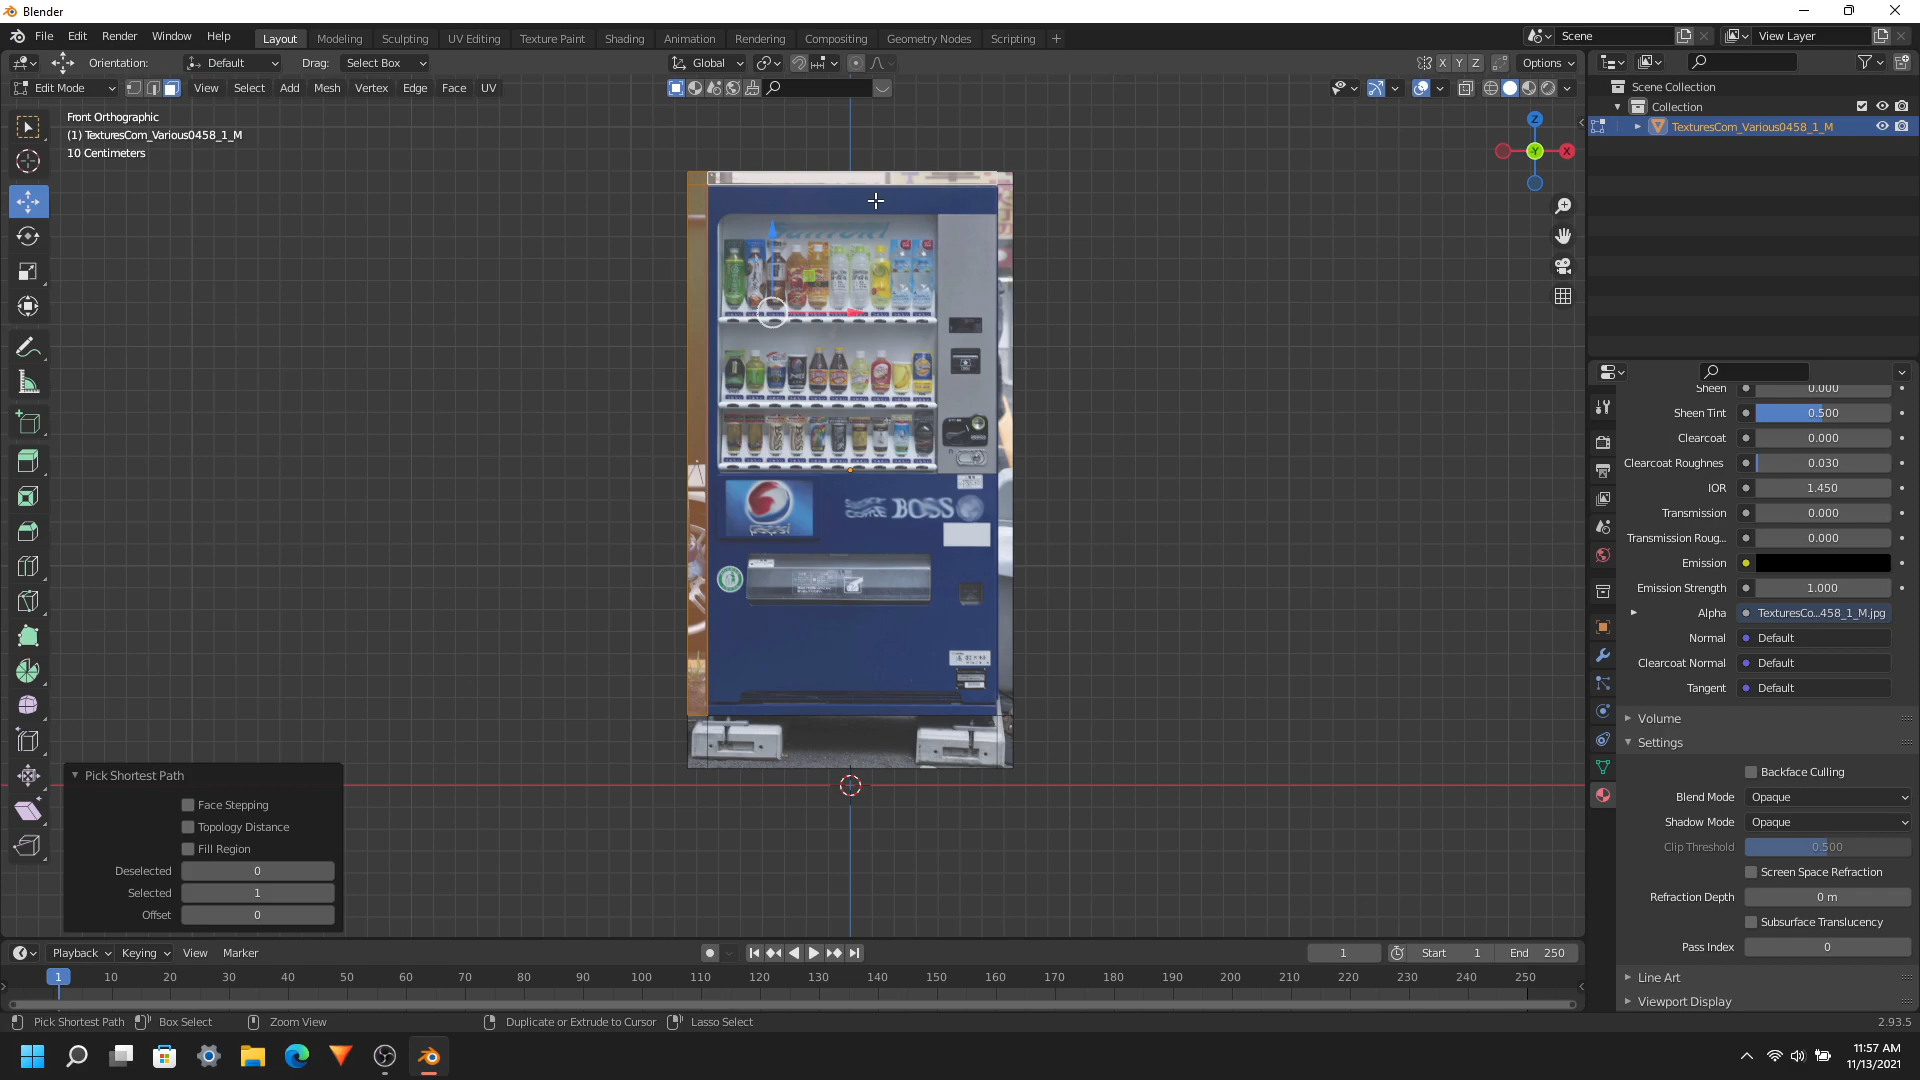 Blender
File Edit Render Window Help
Layout Modeling Sculpting UV Editing Texture Paint Shading Animation Rendering Compositing Geometry Nodes Scripting +
Scene
View Layer
Orientation: Default Drag: Select Box
Global
X Y Z
Options
Edit Mode View Select Add Mesh Vertex Edge Face UV
Scene Collection
Collection
TexturesCom_Various0458_1_M
Front Orthographic
(1) TexturesCom_Various0458_1_M
10 Centimeters
Z
Y
X
BOSS
Sheen 0.000
Sheen Tint 0.500
Clearcoat 0.000
Clearcoat Roughnes 0.030
IOR 1.450
Transmission 0.000
Transmission Roug... 0.000
Emission
Emission Strength 1.000
Alpha TexturesCo...458_1_M.jpg
Normal Default
Clearcoat Normal Default
Tangent Default
Volume
Settings
Backface Culling
Blend Mode Opaque
Shadow Mode Opaque
Clip Threshold 0.500
Screen Space Refraction
Refraction Depth 0 m
Subsurface Translucency
Pass Index 0
Line Art
Viewport Display
Pick Shortest Path
Face Stepping
Topology Distance
Fill Region
Deselected 0
Selected 1
Offset 0
Playback Keying View Marker
1 Start 1 End 250
1 10 20 30 40 50 60 70 80 90 100 110 120 130 140 150 160 170 180 190 200 210 220 230 240 250
Pick Shortest Path Box Select Zoom View Duplicate or Extrude to Cursor Lasso Select
2.93.5
11:57 AM
11/13/2021